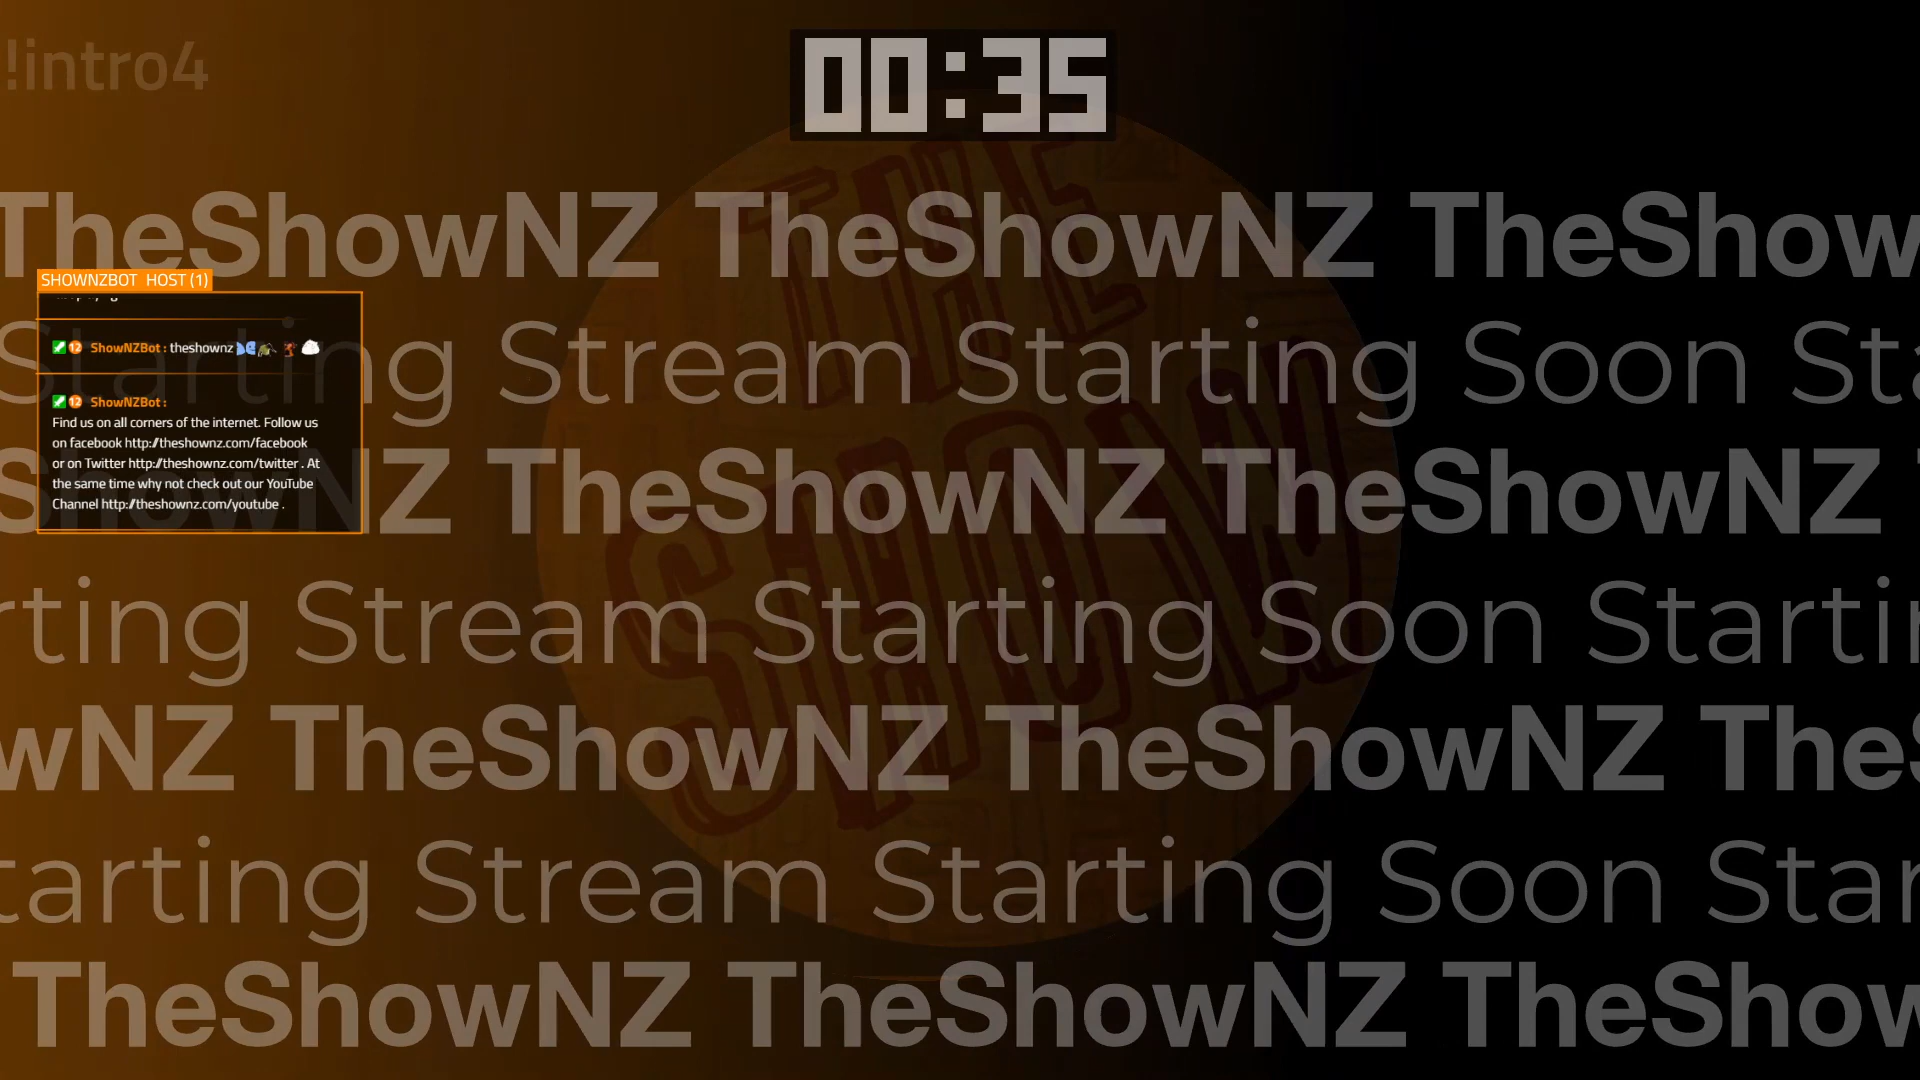 !intro4
00:35
TheShowNZ TheShowNZ TheShow
SHOWNZBOT HOST (1)
Starting Stream Starting Soon Sta
ShowNZBot : theshownz
ShowNZBot :
Find us on all corners of the internet. Follow us
on facebook http://theshownz.com/facebook
or on Twitter http://theshownz.com/twitter . At
the same time why not check out our YouTube
Channel http://theshownz.com/youtube .
ShowNZ TheShowNZ TheShowNZ
THE
SHOW
rting Stream Starting Soon Startin
wNZ TheShowNZ TheShowNZ TheS
tarting Stream Starting Soon Star
TheShowNZ TheShowNZ TheShow